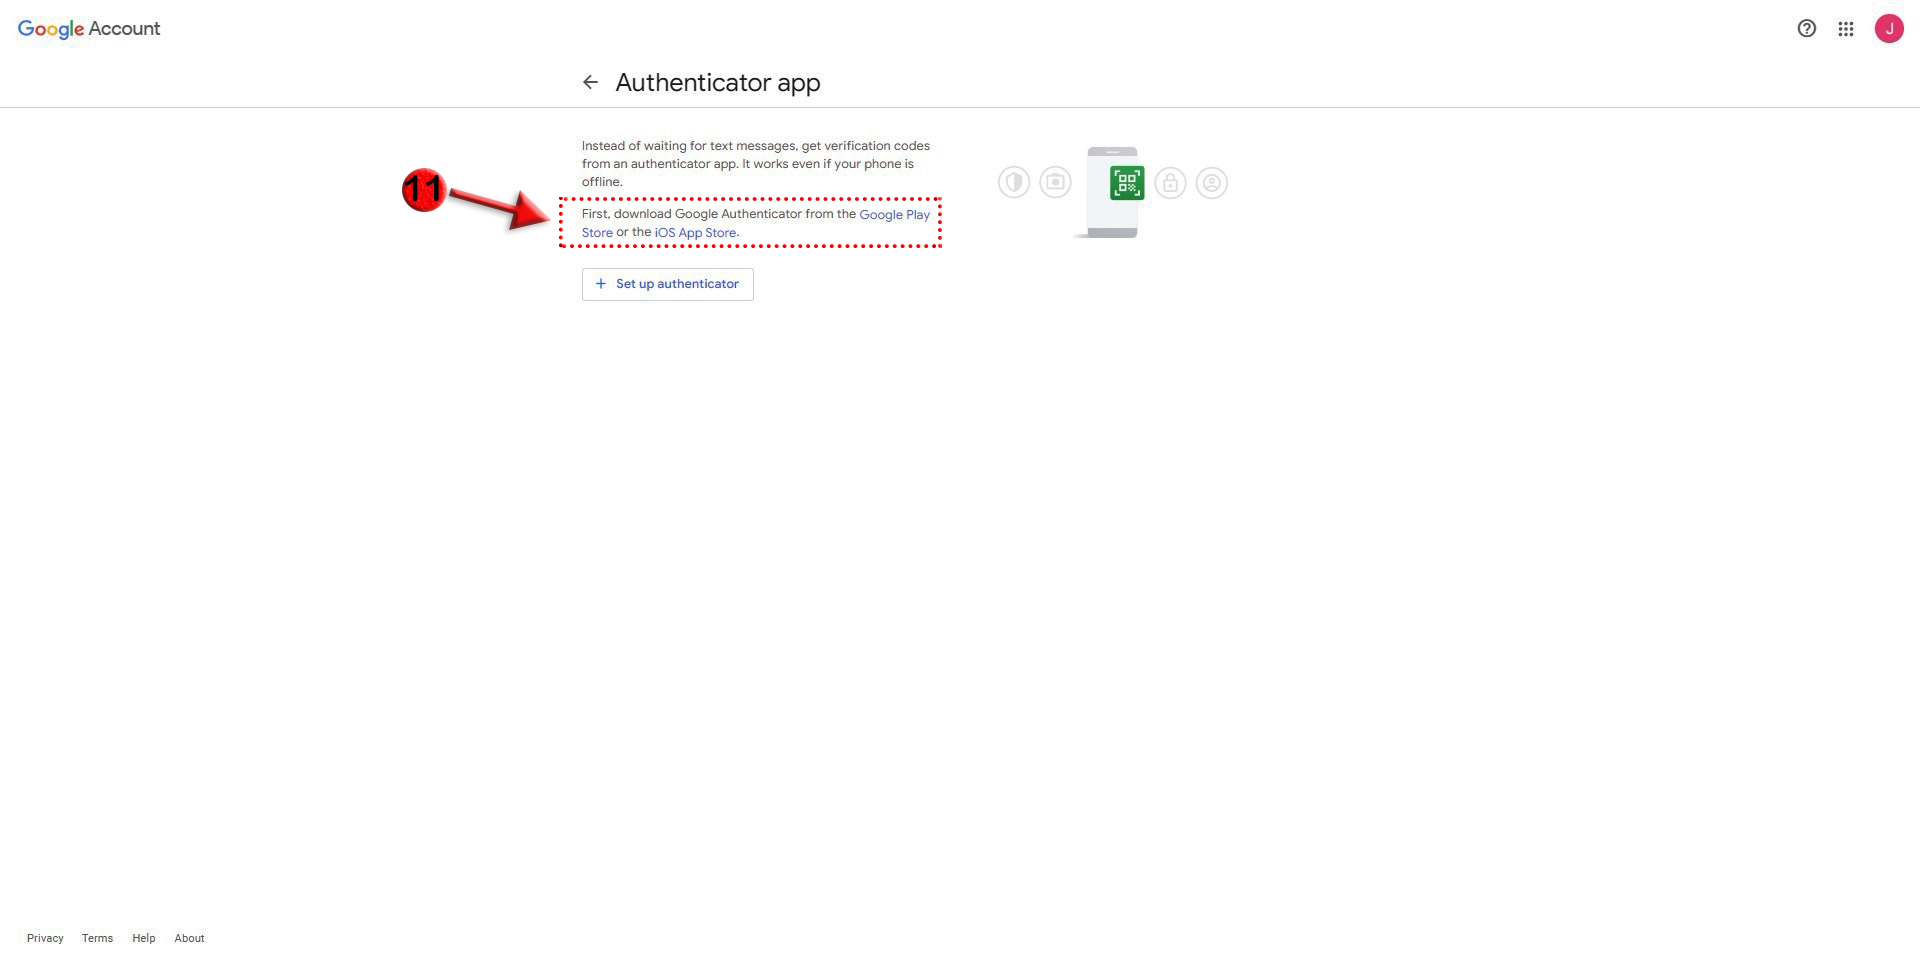 Google Account
J
Authenticator app
Instead of waiting for text messages, get verification codes
from an authenticator app. It works even if your phone is
offline.
11
First, download Google Authenticator from the Google Play
Store or the iOS App Store.
+ Set up authenticator
Privacy Terms Help About